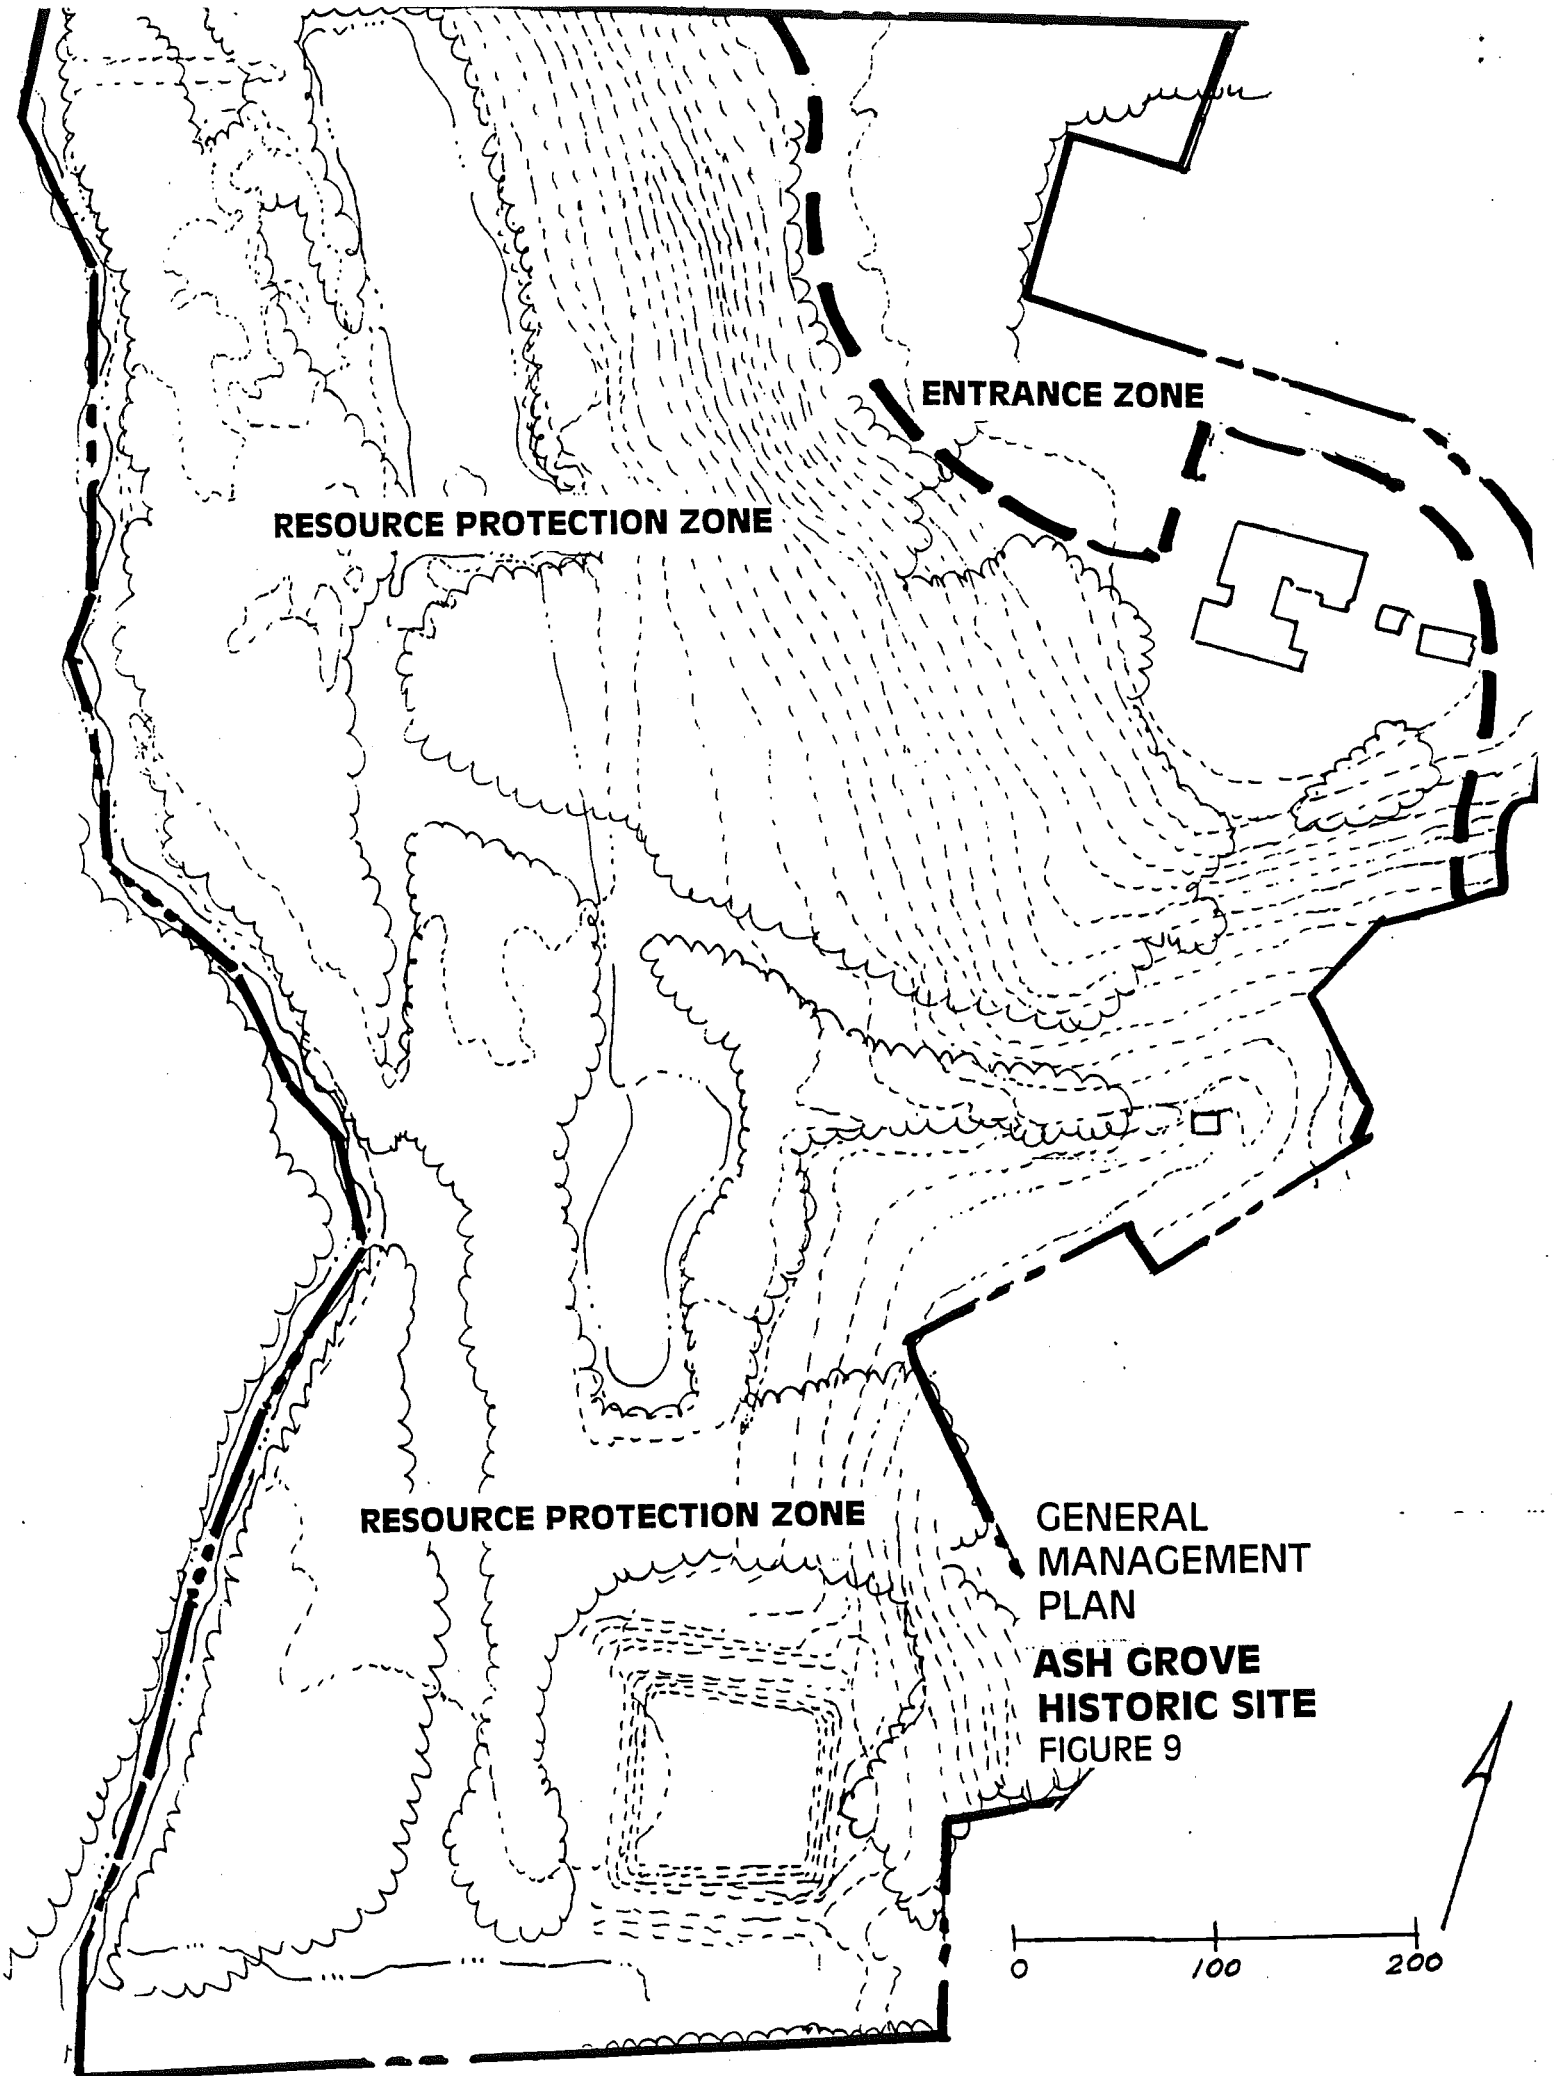 ENTRANCE ZONE
RESOURCE PROTECTION ZONE
RESOURCE PROTECTION ZONE
GENERAL
MANAGEMENT
PLAN
ASH GROVE
HISTORIC SITE
FIGURE 9
0 100 200